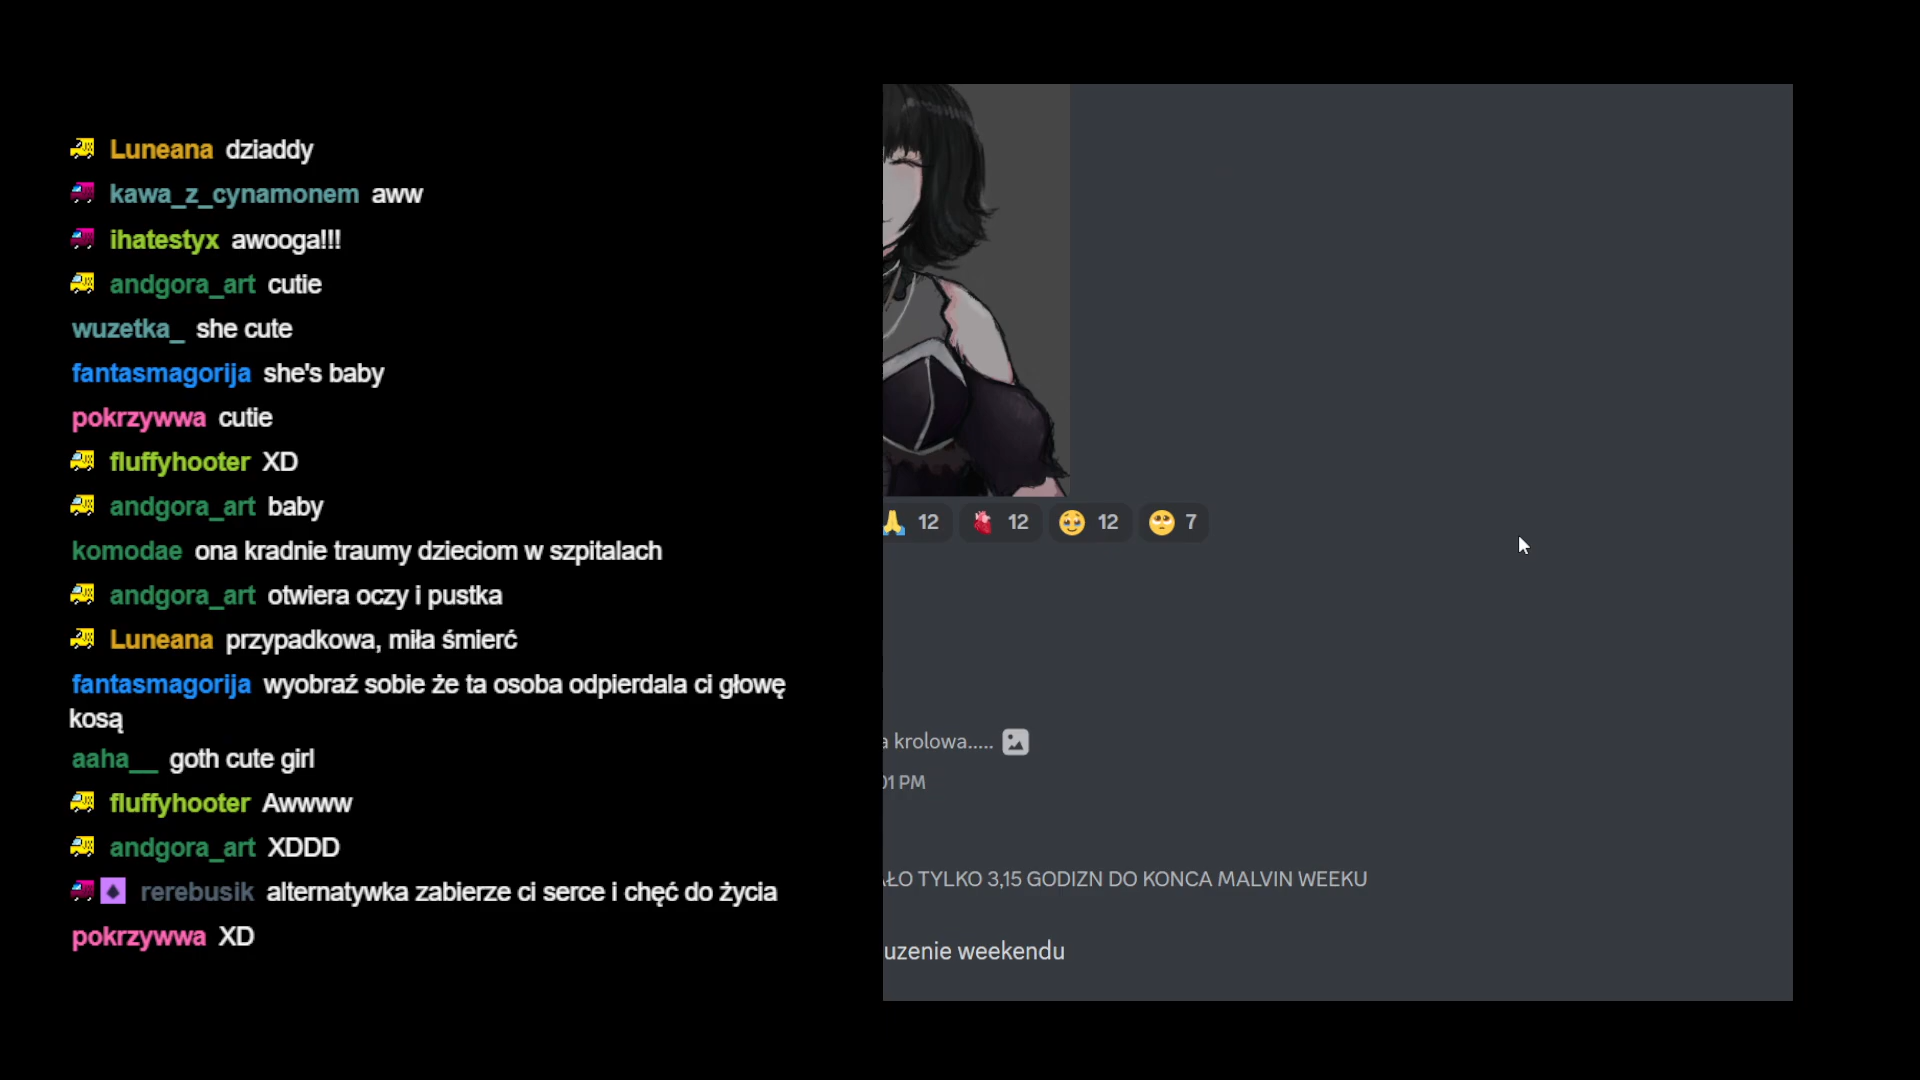 Luneana dziaddy
kawa_z_cynamonem aww
ihatestyx awooga!!!
andgora_art cutie
wuzetka_ she cute
fantasmagorija she's baby
pokrzywwa cutie
fluffyhooter XD
andgora_art baby
komodae ona kradnie traumy dzieciom w szpitalach
andgora_art otwiera oczy i pustka
Luneana przypadkowa, miła śmierć
fantasmagorija wyobraź sobie że ta osoba odpierdala ci głowę
kosą
aaha__ goth cute girl
fluffyhooter Awwww
andgora_art XDDD
rerebusik alternatywka zabierze ci serce i chęć do życia
pokrzywwa XD
12 12 12 7
a krolowa.....
01 PM
ŁO TYLKO 3,15 GODIZN DO KONCA MALVIN WEEKU
uzenie weekendu